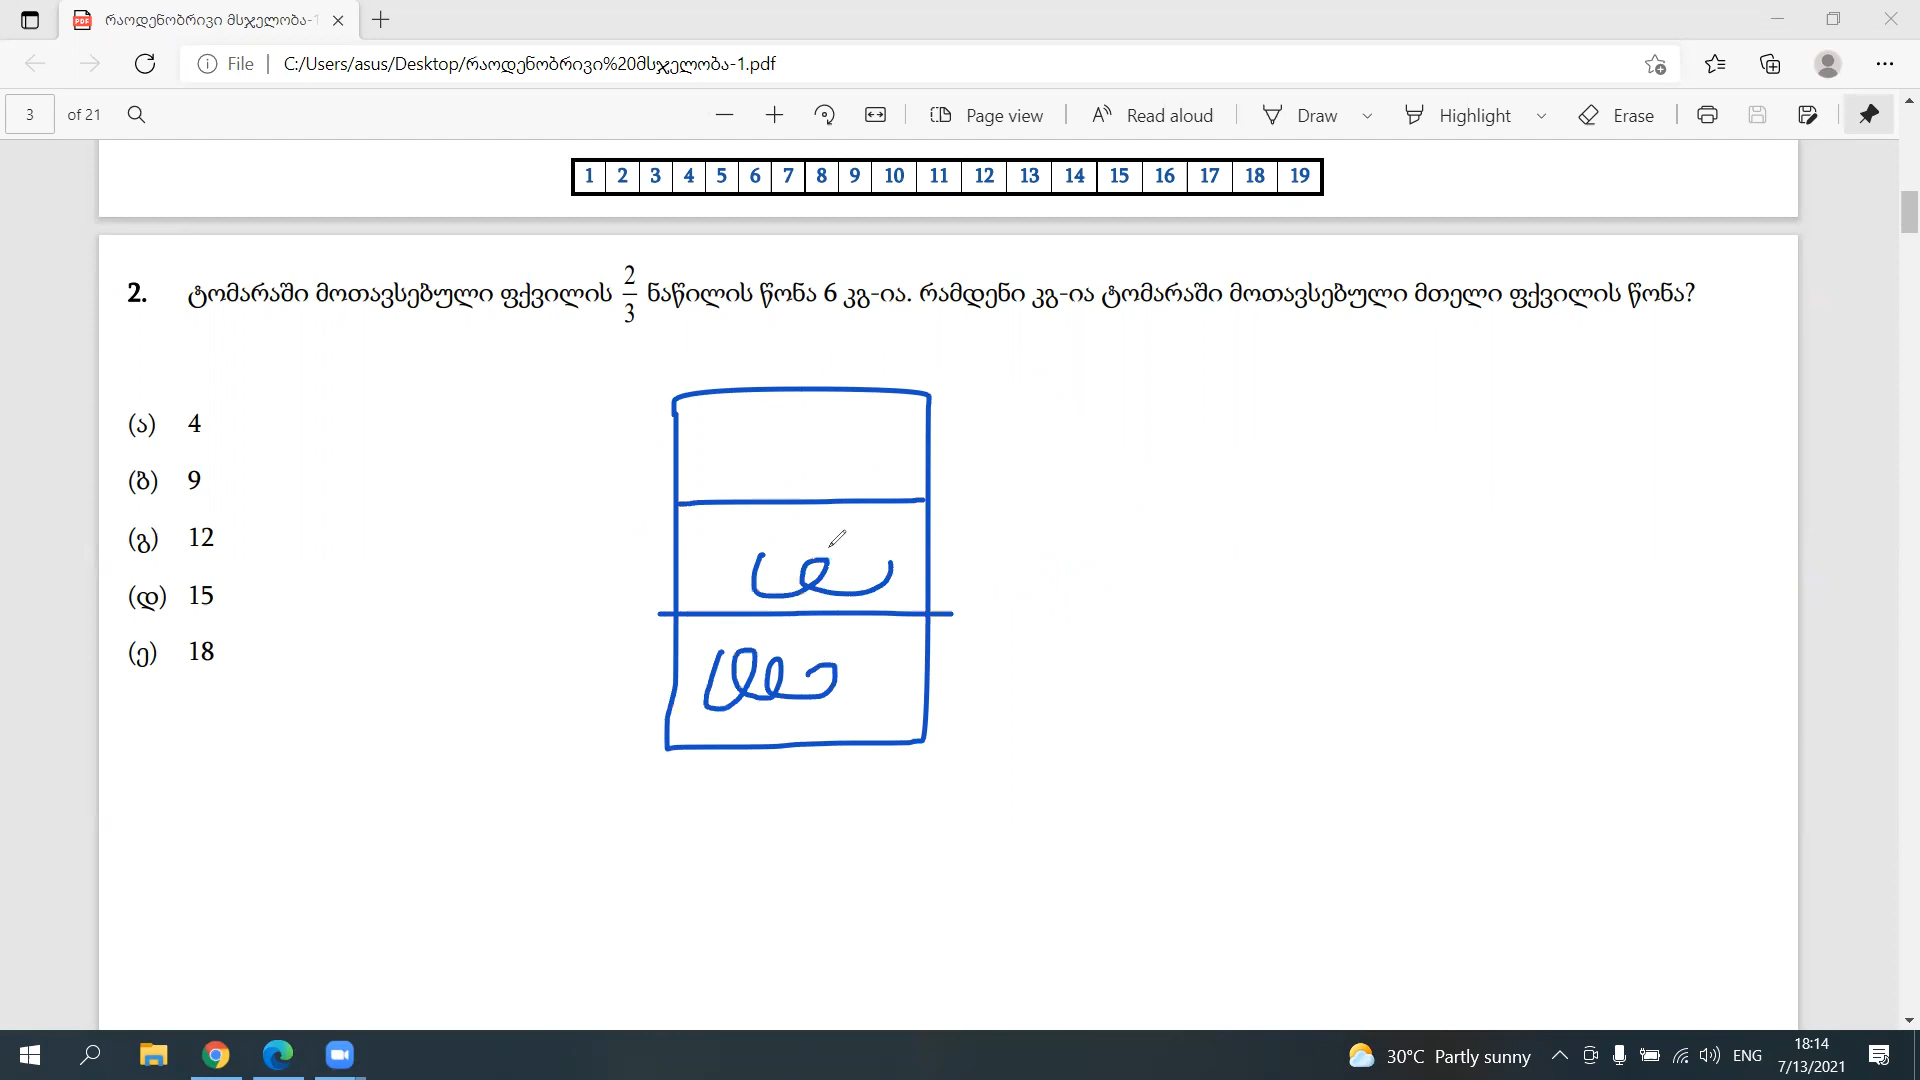 რაოდენობრივი მსჯელობა-1
File C:/Users/asus/Desktop/რაოდენობრივი%20მსჯელობა-1.pdf
3 of 21 Page view Read aloud Draw Highlight Erase
1 2 3 4 5 6 7 8 9 10 11 12 13 14 15 16 17 18 19
2. ტომარაში მოთავსებული ფქვილის 2/3 ნაწილის წონა 6 კგ-ია. რამდენი კგ-ია ტომარაში მოთავსებული მთელი ფქვილის წონა?
(ა) 4
(ბ) 9
(გ) 12
(დ) 15
(ე) 18
30°C Partly sunny ENG
18:14
7/13/2021